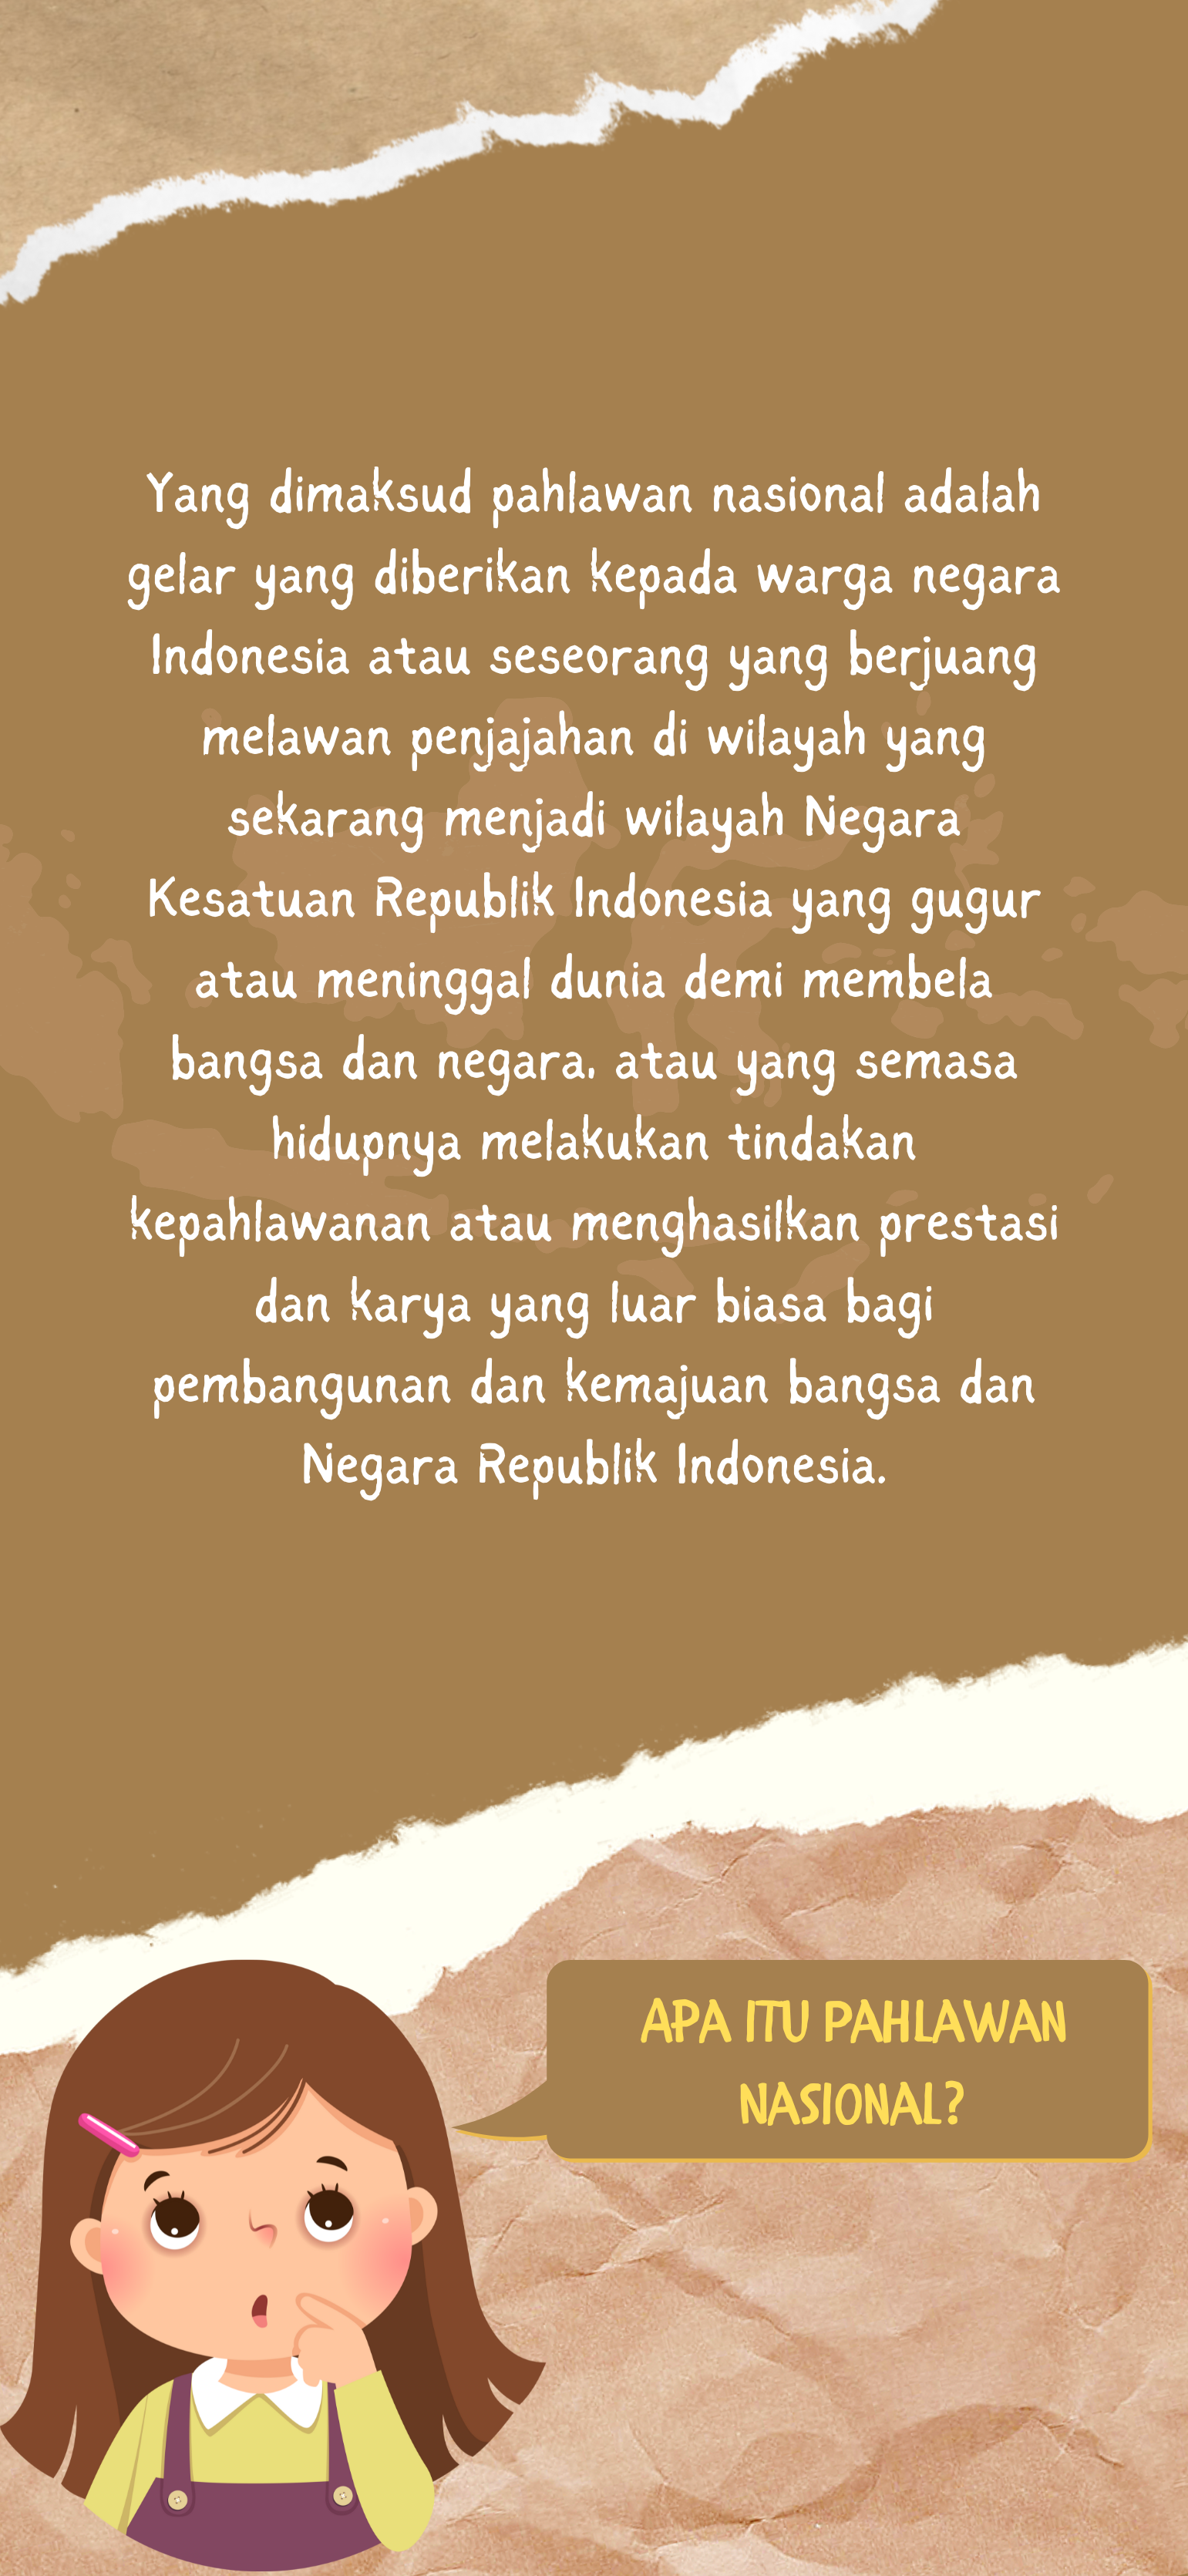 Yang dimaksud pahlawan nasional adalah
gelar yang diberikan kepada warga negara
Indonesia atau seseorang yang berjuang
melawan penjajahan di wilayah yang
sekarang menjadi wilayah Negara
Kesatuan Republik Indonesia yang gugur
atau meninggal dunia demi membela
bangsa dan negara, atau yang semasa
hidupnya melakukan tindakan
kepahlawanan atau menghasilkan prestasi
dan karya yang luar biasa bagi
pembangunan dan kemajuan bangsa dan
Negara Republik Indonesia.
APA ITU PAHLAWAN
NASIONAL?